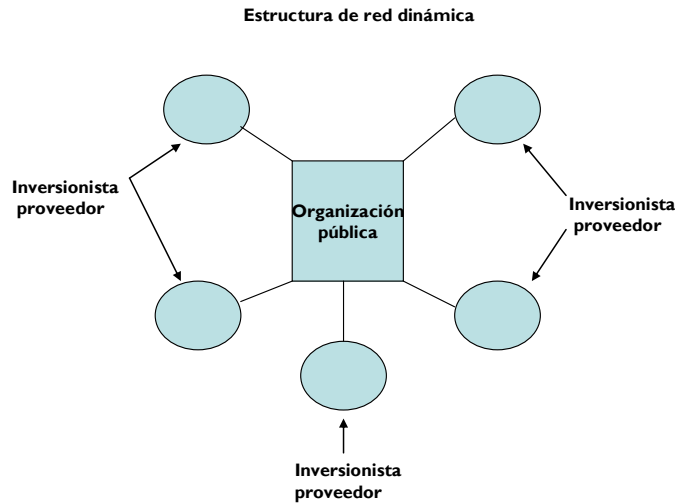 Estructura de red dinámica
Inversionista
proveedor
Organización
pública
Inversionista
proveedor
Inversionista
proveedor